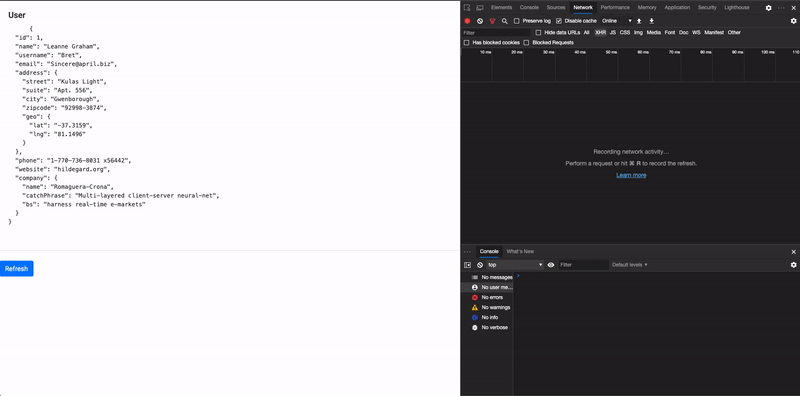 User
{
"id": 1,
"name": "Leanne Graham",
"username": "Bret",
"email": "Sincere@april.biz",
"address": {
"street": "Kulas Light",
"suite": "Apt. 556",
"city": "Gwenborough",
"zipcode": "92998-3874",
"geo": {
"lat": "-37.3159",
"lng": "81.1496"
}
},
"phone": "1-770-736-8031 x56442",
"website": "hildegard.org",
"company": {
"name": "Romaguera-Crona",
"catchPhrase": "Multi-layered client-server neural-net",
"bs": "harness real-time e-markets"
}
}
Refresh
Elements Console Sources Network Performance Memory Application Security Lighthouse
Preserve log Disable cache Online
Filter Hide data URLs All XHR JS CSS Img Media Font Doc WS Manifest Other
Has blocked cookies Blocked Requests
10 ms 20 ms 30 ms 40 ms 50 ms 60 ms 70 ms 80 ms 90 ms 100 ms 110
Recording network activity…
Perform a request or hit ⌘ R to record the refresh.
Learn more
Console What's New
top Filter Default levels
No messages
No user me...
No errors
No warnings
No info
No verbose